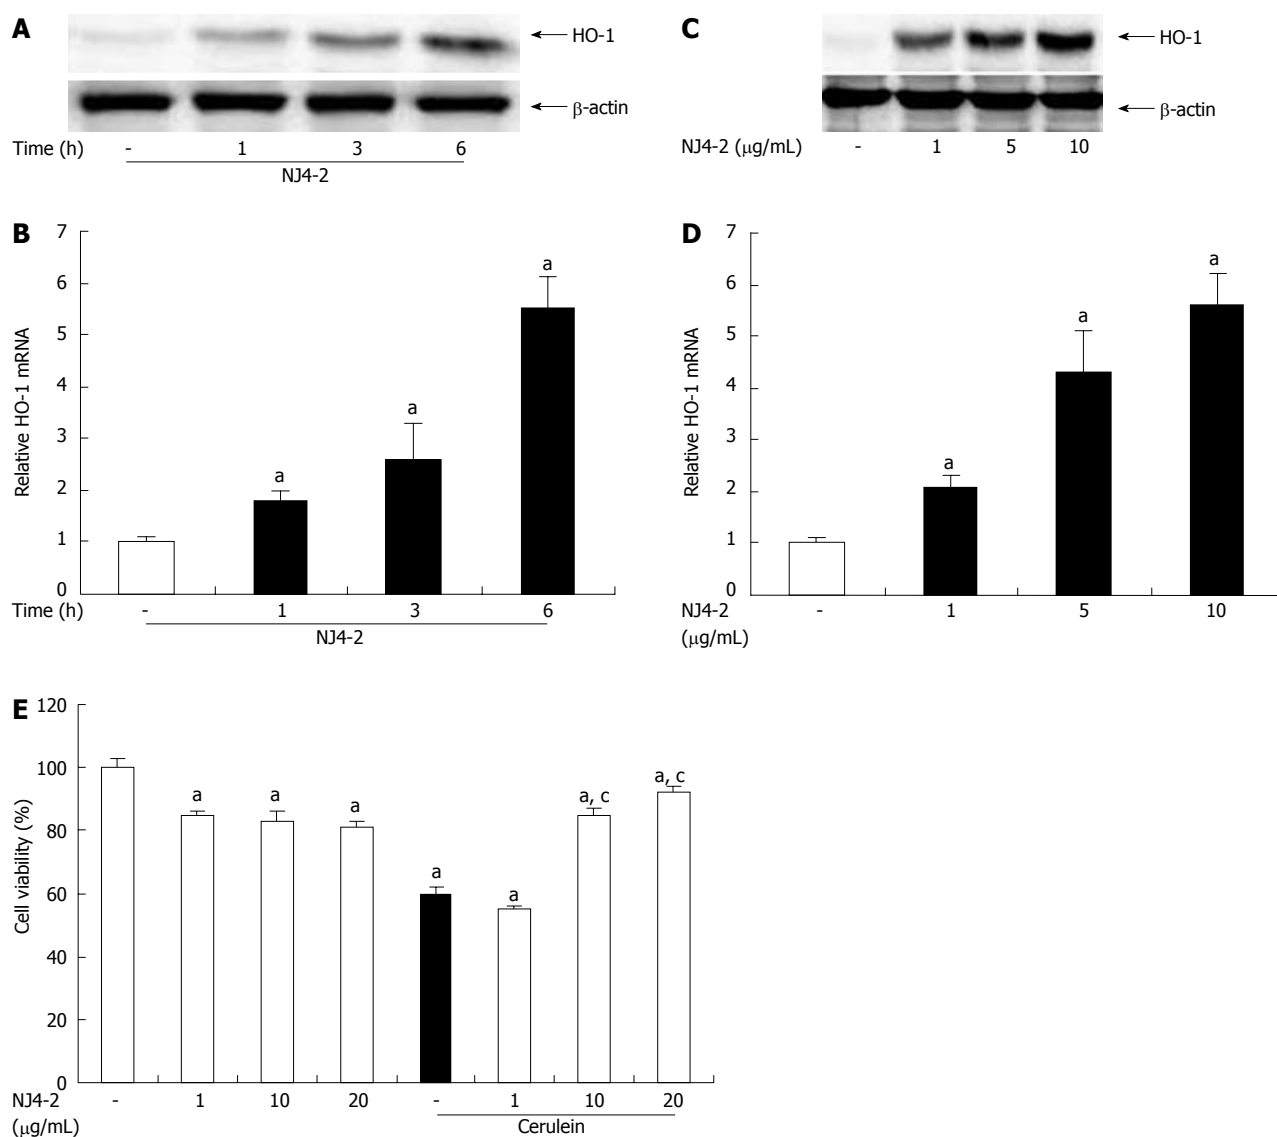 A
HO-1
β-actin
Time (h) - 1 3 6
NJ4-2
C
HO-1
β-actin
NJ4-2 (μg/mL) - 1 5 10
B
7
6
5
4
3
2
1
0
Relative HO-1 mRNA
a
a
a
Time (h) - 1 3 6
NJ4-2
D
7
6
5
4
3
2
1
0
Relative HO-1 mRNA
a
a
a
NJ4-2 - 1 5 10
(μg/mL)
E
120
100
80
60
40
20
0
Cell viability (%)
a
a
a
a
a
a, c
a, c
NJ4-2 - 1 10 20 - 1 10 20
(μg/mL) Cerulein